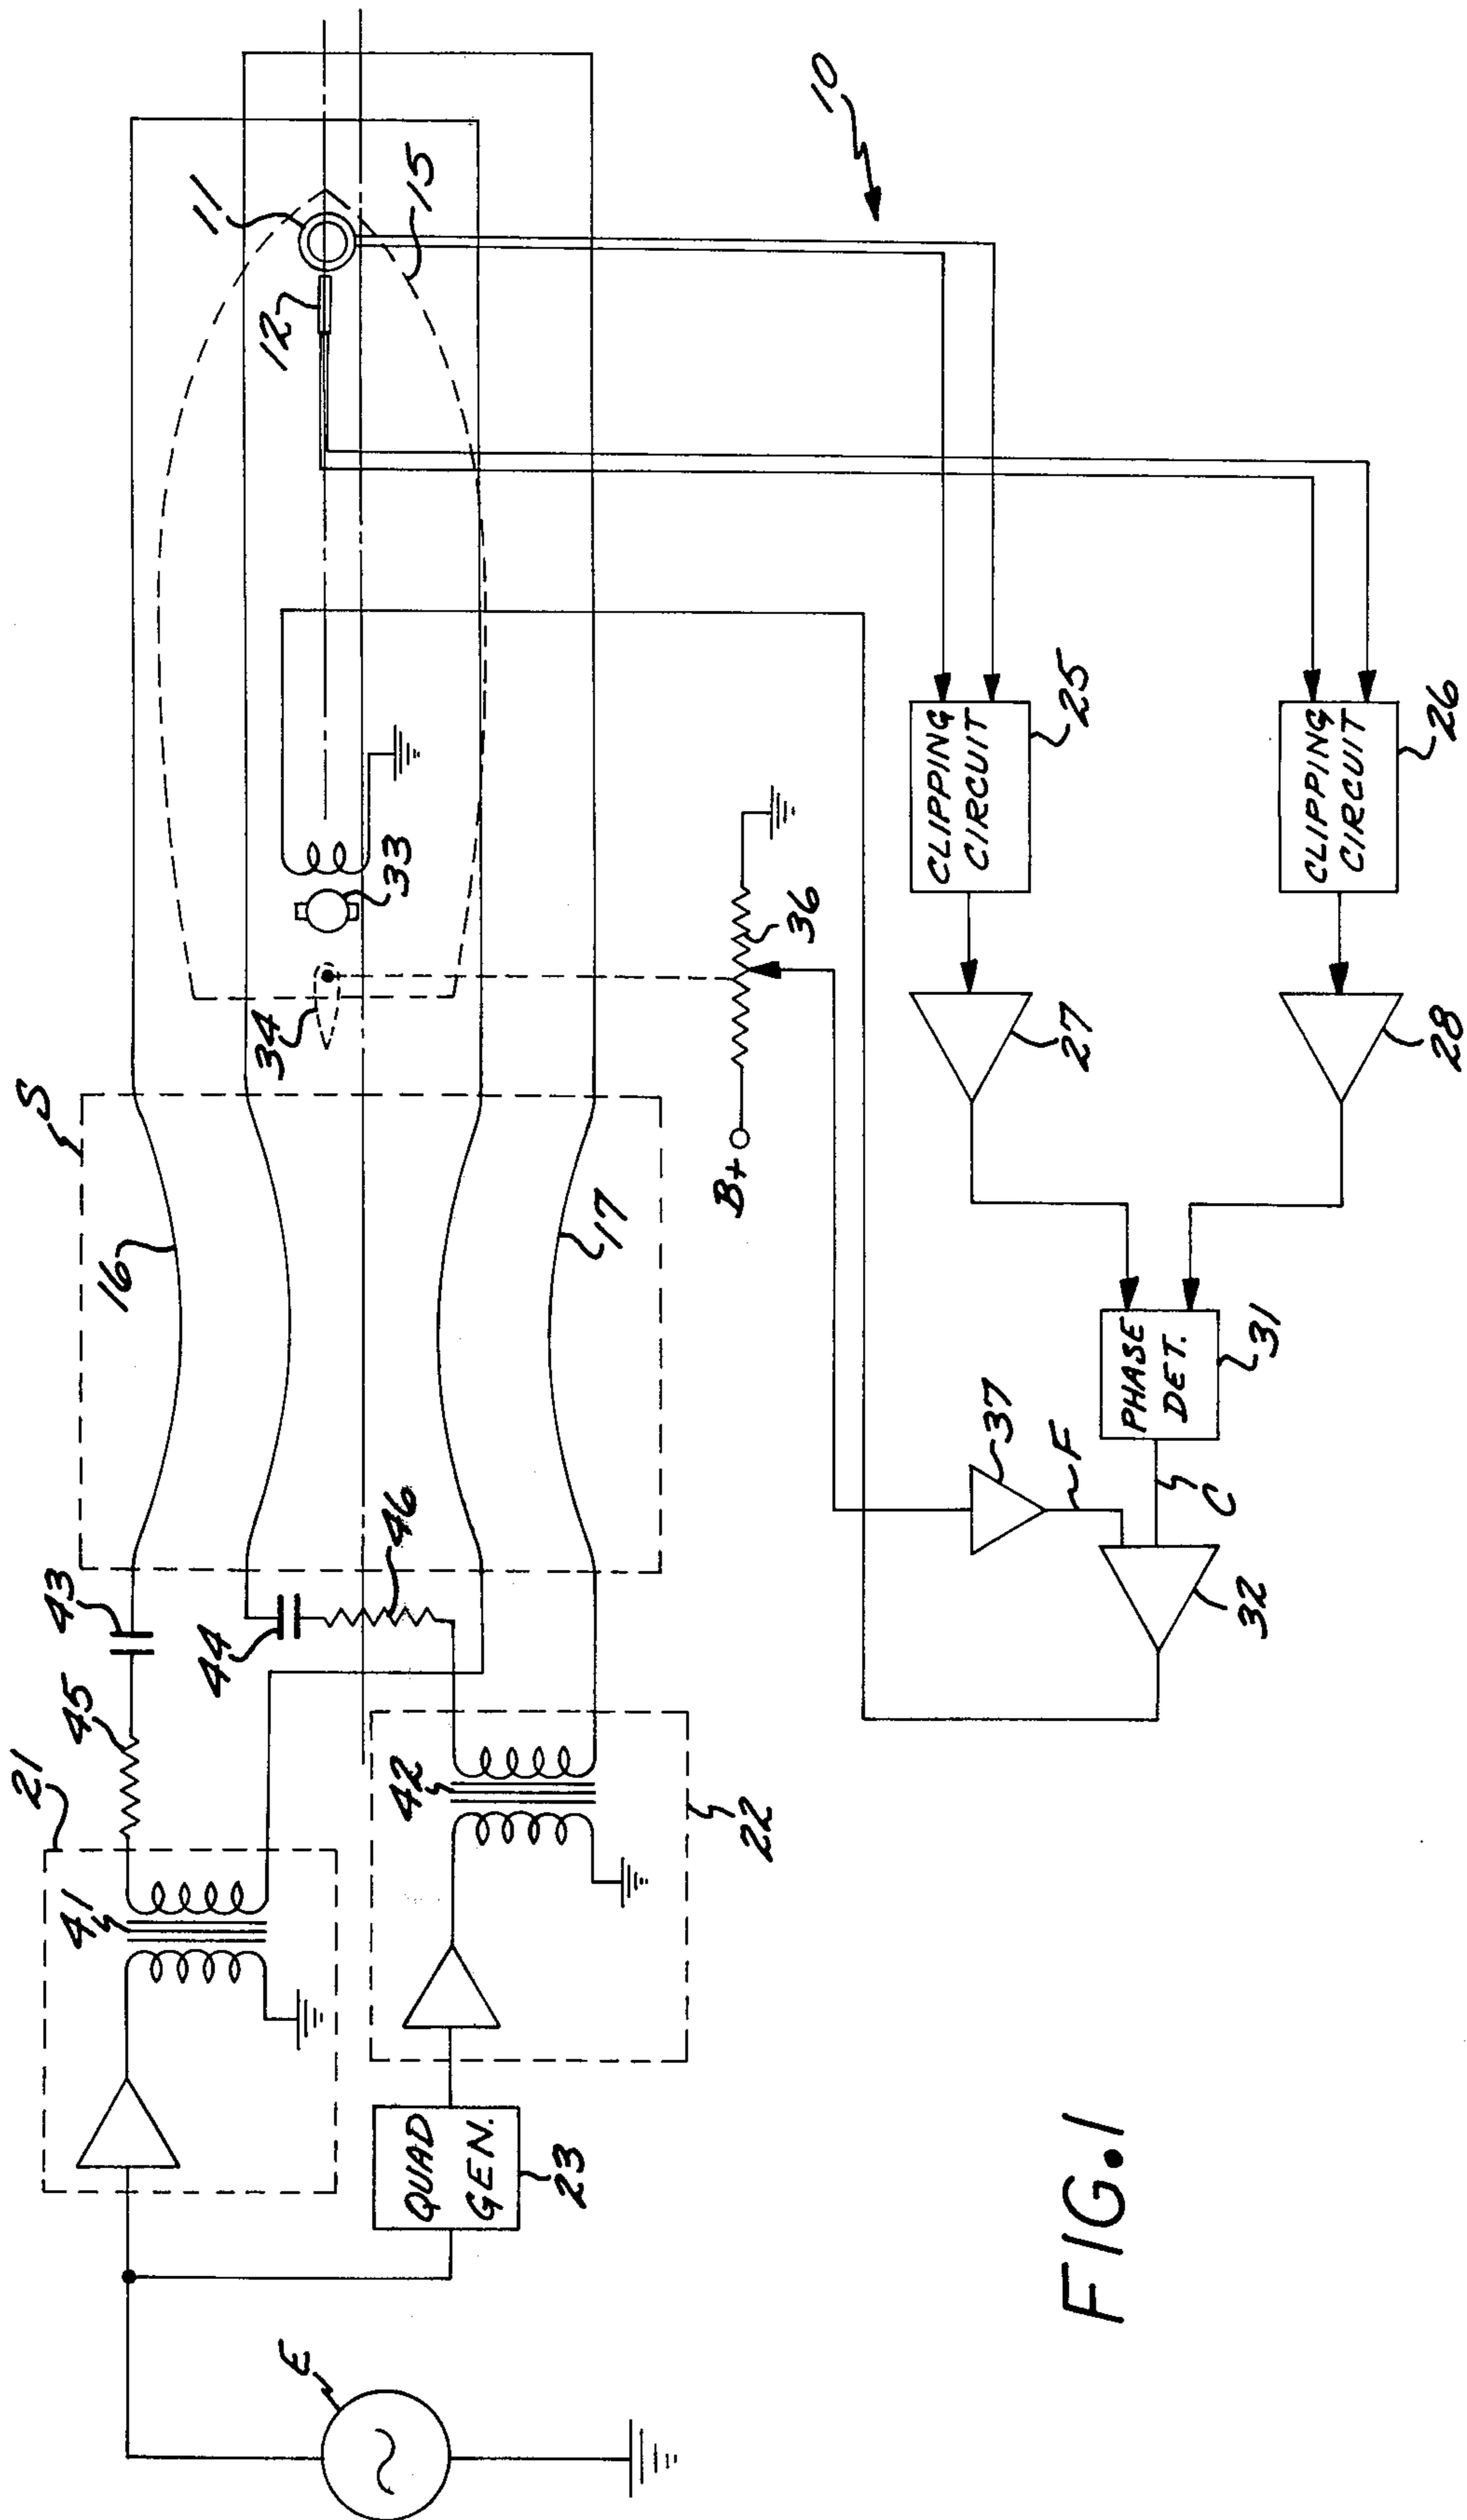 10
11
15
12
CLIPPING
CIRCUIT
25
CLIPPING
CIRCUIT
26
33
34
36
B+
27
28
S
16
17
PHASE
DET.
31
C
37
F
32
43
44
45
46
21
41
42
22
QUAD
GEN.
23
E
FIG. 1